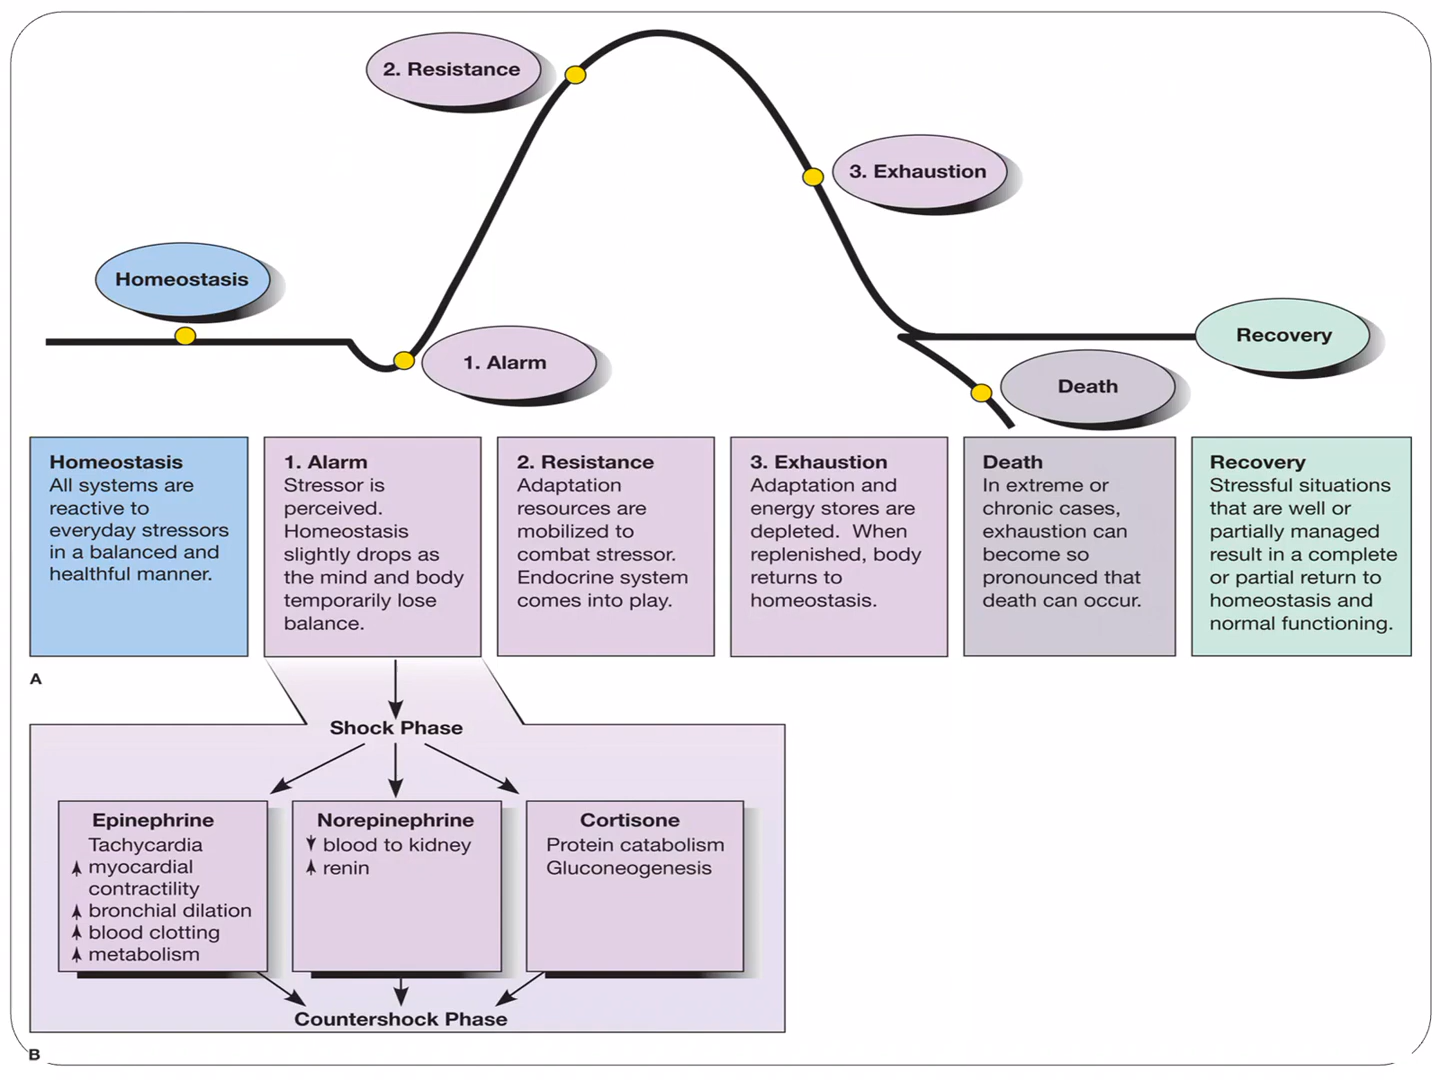 2. Resistance
3. Exhaustion
Homeostasis
1. Alarm
Recovery
Death
Homeostasis
All systems are
reactive to
everyday stressors
in a balanced and
healthful manner.
1. Alarm
Stressor is
perceived.
Homeostasis
slightly drops as
the mind and body
temporarily lose
balance.
2. Resistance
Adaptation
resources are
mobilized to
combat stressor.
Endocrine system
comes into play.
3. Exhaustion
Adaptation and
energy stores are
depleted. When
replenished, body
returns to
homeostasis.
Death
In extreme or
chronic cases,
exhaustion can
become so
pronounced that
death can occur.
Recovery
Stressful situations
that are well or
partially managed
result in a complete
or partial return to
homeostasis and
normal functioning.
A
Shock Phase
Epinephrine
Tachycardia
myocardial
contractility
bronchial dilation
blood clotting
metabolism
Norepinephrine
blood to kidney
renin
Cortisone
Protein catabolism
Gluconeogenesis
Countershock Phase
B